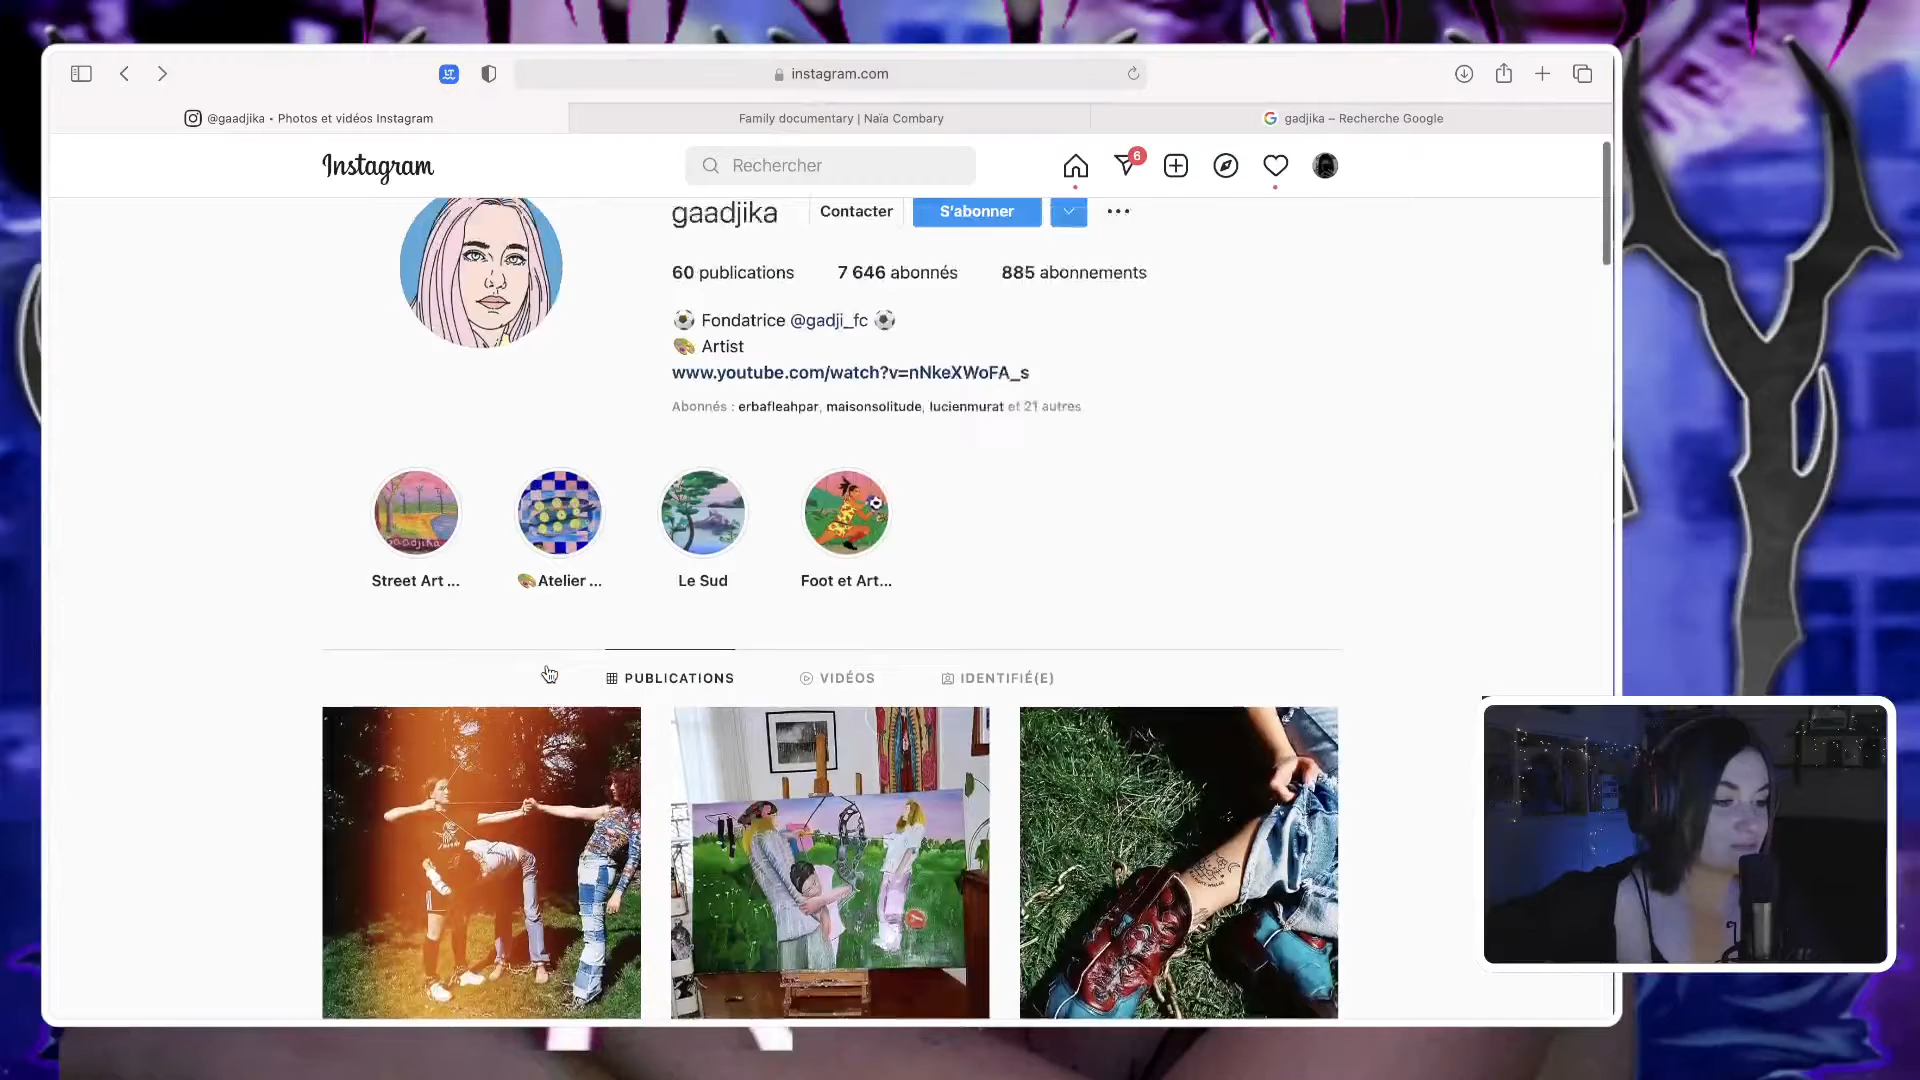 instagram.com
@gaadjika • Photos et vidéos Instagram
Family documentary | Naïa Combary
gadjika – Recherche Google
Instagram
Rechercher
6
gaadjika
Contacter
S'abonner
60 publications
7 646 abonnés
885 abonnements
Fondatrice @gadji_fc
Artist
www.youtube.com/watch?v=nNkeXWoFA_s
Abonnés : erbafleahpar, maisonsolitude, lucienmurat et 21 autres
Street Art ...
Atelier ...
Le Sud
Foot et Art...
PUBLICATIONS
VIDÉOS
IDENTIFIÉ(E)